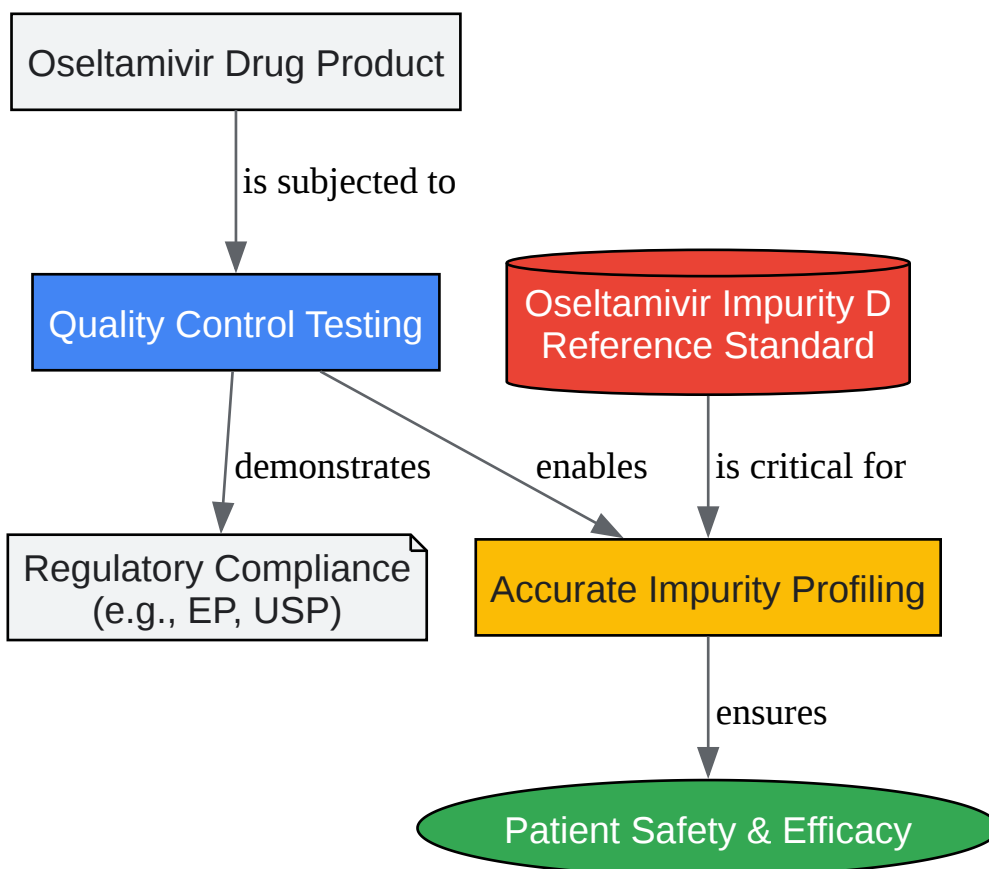 Oseltamivir Drug Product
is subjected to
Quality Control Testing
Oseltamivir Impurity D
Reference Standard
demonstrates
enables
is critical for
Regulatory Compliance
(e.g., EP, USP)
Accurate Impurity Profiling
ensures
Patient Safety & Efficacy